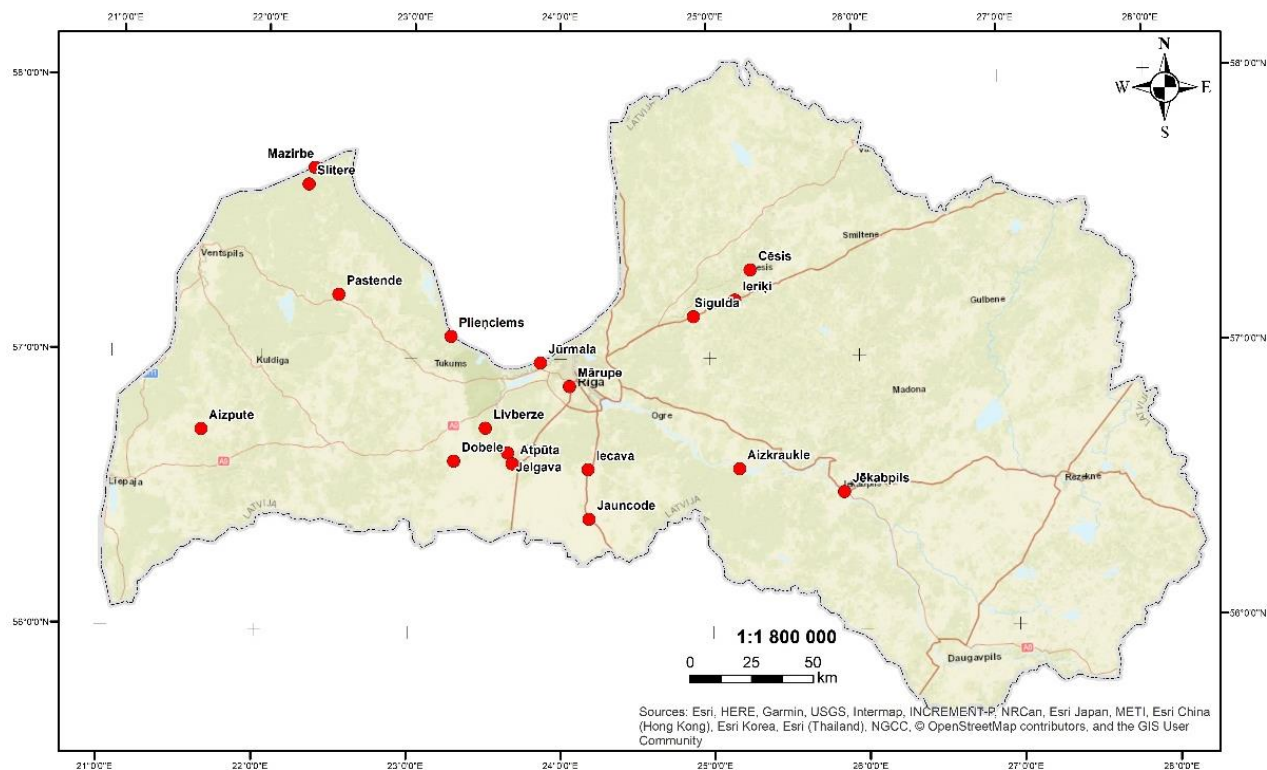 21°0'0"E 22°0'0"E 23°0'0"E 24°0'0"E 25°0'0"E 26°0'0"E 27°0'0"E 28°0'0"E
N
W E
S
58°0'0"N
58°0'0"N
LATVIJA
Mazirbe
Slītere
Smiltene
Ventspils
Cēsis
Pastende
Ieriķi
Gulbene
Sigulda
Plieņciems
57°0'0"N
57°0'0"N
Jūrmala
Kuldiga
Tukums
Mārupe
Rīga
Madona
LATVIJA
Ogre
Aizpute
A9
Līvbērze
Dobele
Atpūta
Jelgava
Iecava
Aizkraukle
A9
Jēkabpils
Rēzekne
Liepaja
LATVIJA
Jauncode
LATVIJA
56°0'0"N
56°0'0"N
1:1 800 000
0 25 50
km
A6
Daugavpils
Sources: Esri, HERE, Garmin, USGS, Intermap, INCREMENT-P, NRCan, Esri Japan, METI, Esri China
(Hong Kong), Esri Korea, Esri (Thailand), NGCC, © OpenStreetMap contributors, and the GIS User
Community
21°0'0"E 22°0'0"E 23°0'0"E 24°0'0"E 25°0'0"E 26°0'0"E 27°0'0"E 28°0'0"E